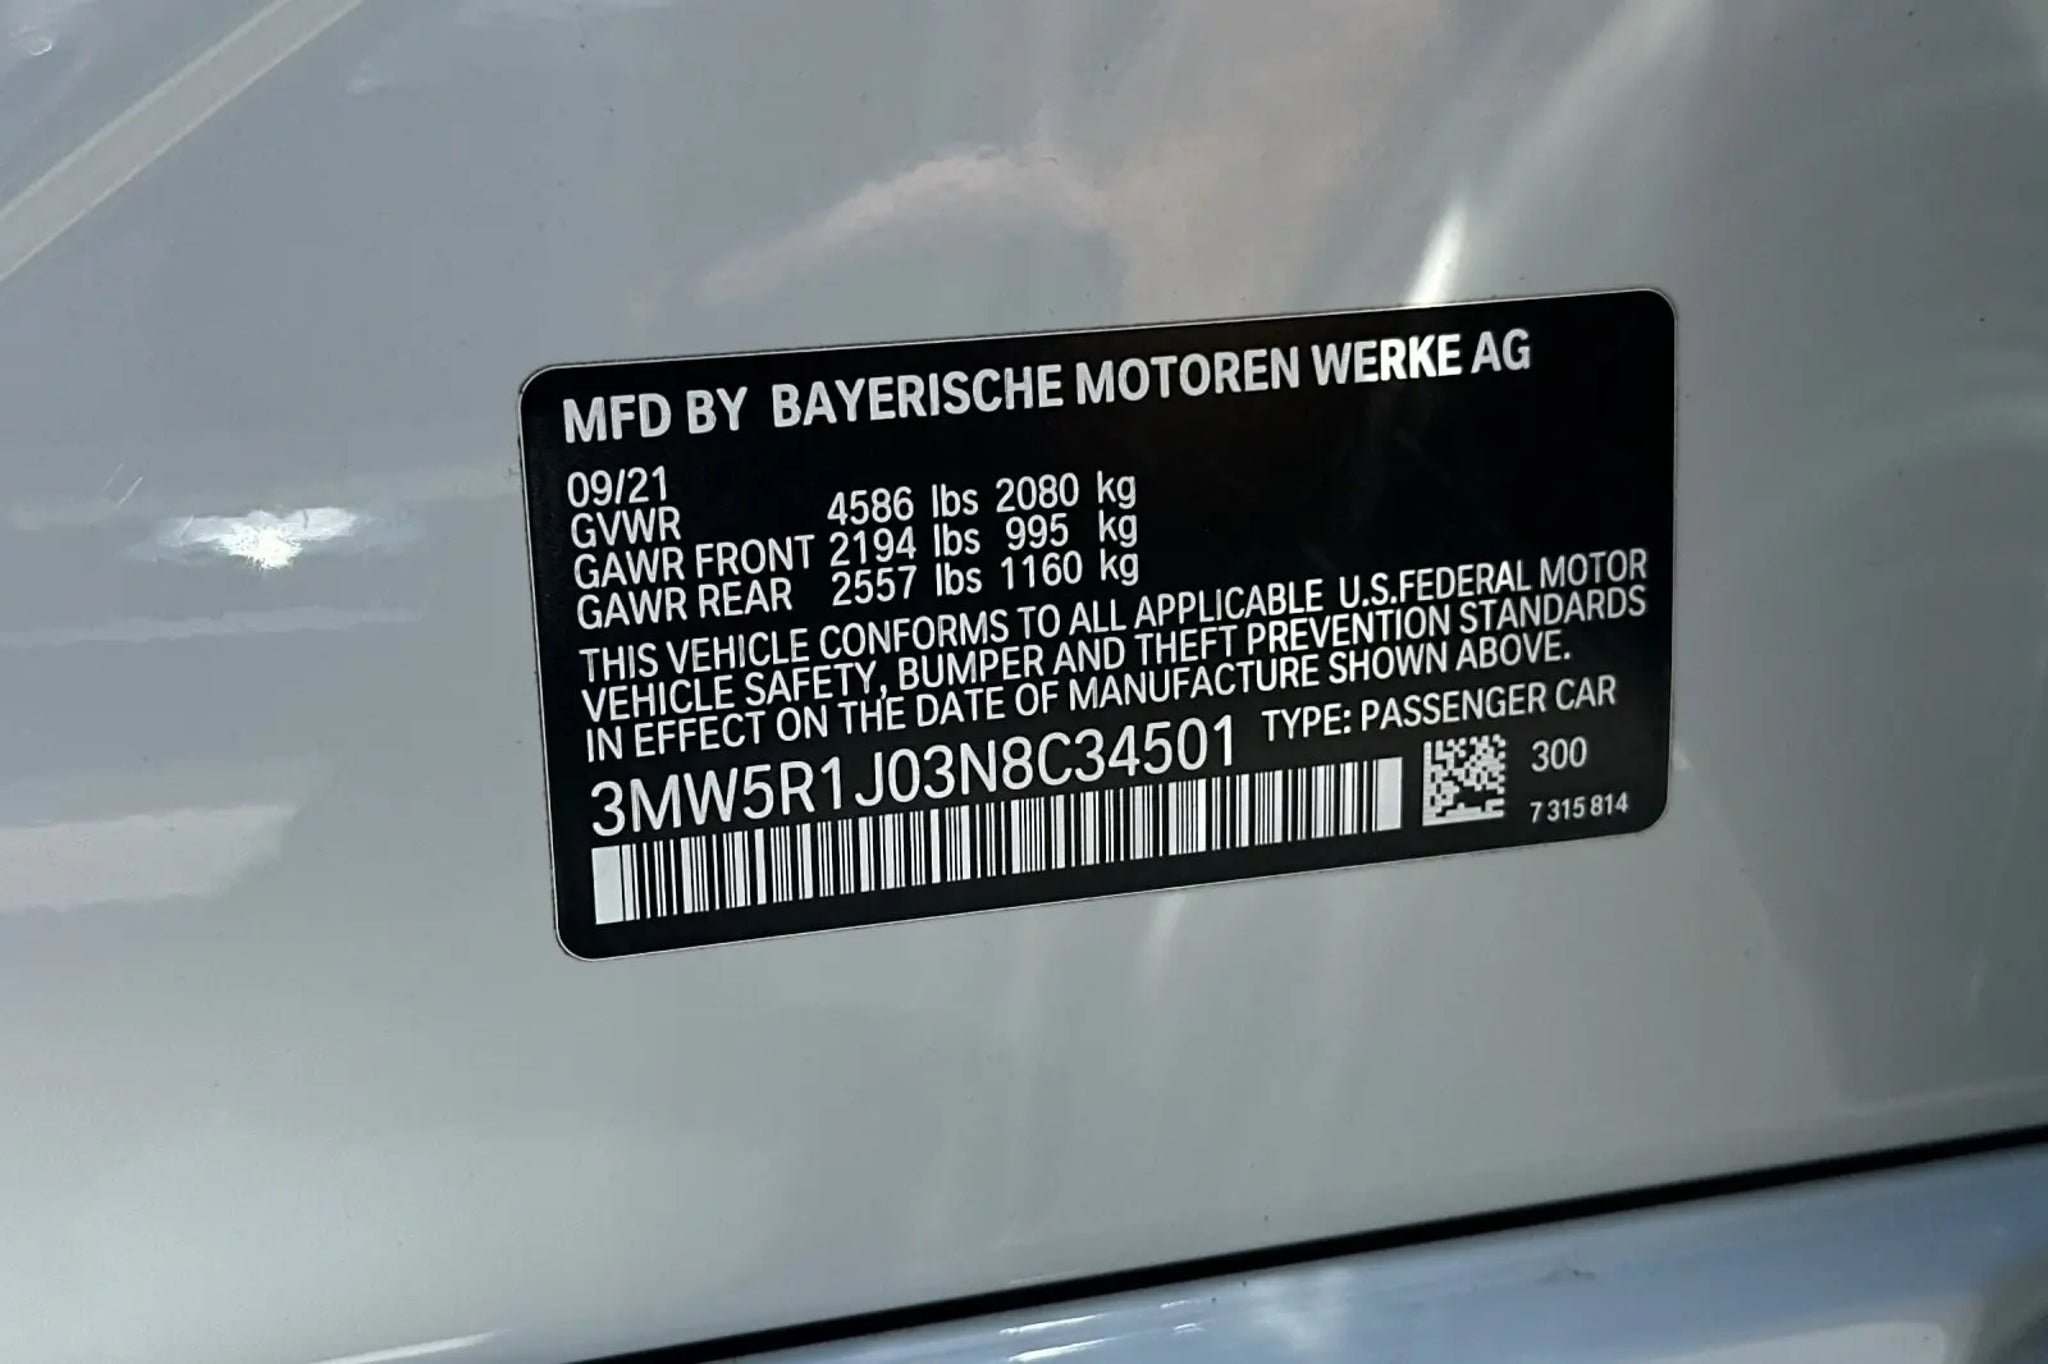 MFD BY BAYERISCHE MOTOREN WERKE AG
09/21
GVWR 4586 lbs 2080 kg
GAWR FRONT 2194 lbs 995 kg
GAWR REAR 2557 lbs 1160 kg
THIS VEHICLE CONFORMS TO ALL APPLICABLE U.S.FEDERAL MOTOR
VEHICLE SAFETY, BUMPER AND THEFT PREVENTION STANDARDS
IN EFFECT ON THE DATE OF MANUFACTURE SHOWN ABOVE.
3MW5R1J03N8C34501 TYPE: PASSENGER CAR
300
7 315 814